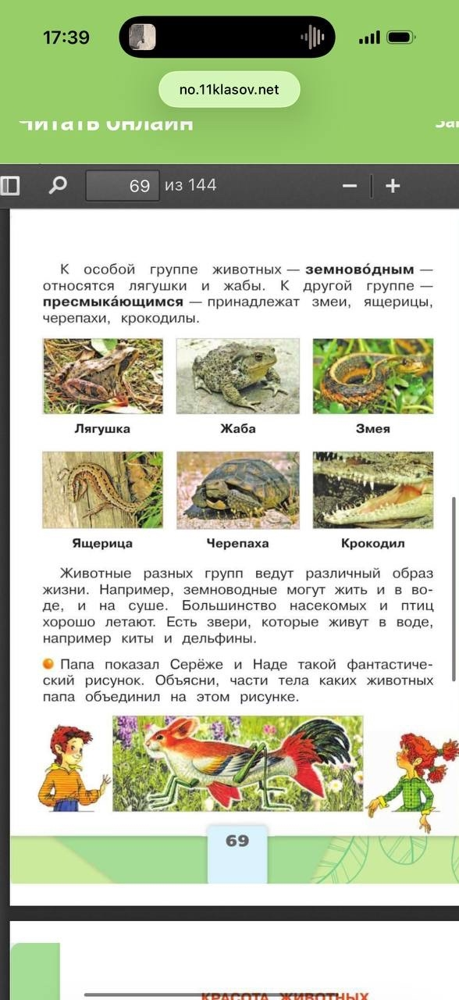 17:39
no.11klasov.net
Читать онлайн
69 из 144
К особой группе животных — земново́дным —
относятся лягушки и жабы. К другой группе —
пресмыка́ющимся — принадлежат змеи, ящерицы,
черепахи, крокодилы.
Лягушка Жаба Змея
Ящерица Черепаха Крокодил
Животные разных групп ведут различный образ
жизни. Например, земноводные могут жить и в во-
де, и на суше. Большинство насекомых и птиц
хорошо летают. Есть звери, которые живут в воде,
например киты и дельфины.
Папа показал Серёже и Наде такой фантастиче-
ский рисунок. Объясни, части тела каких животных
папа объединил на этом рисунке.
69
КРАСОТА ЖИВОТНЫХ